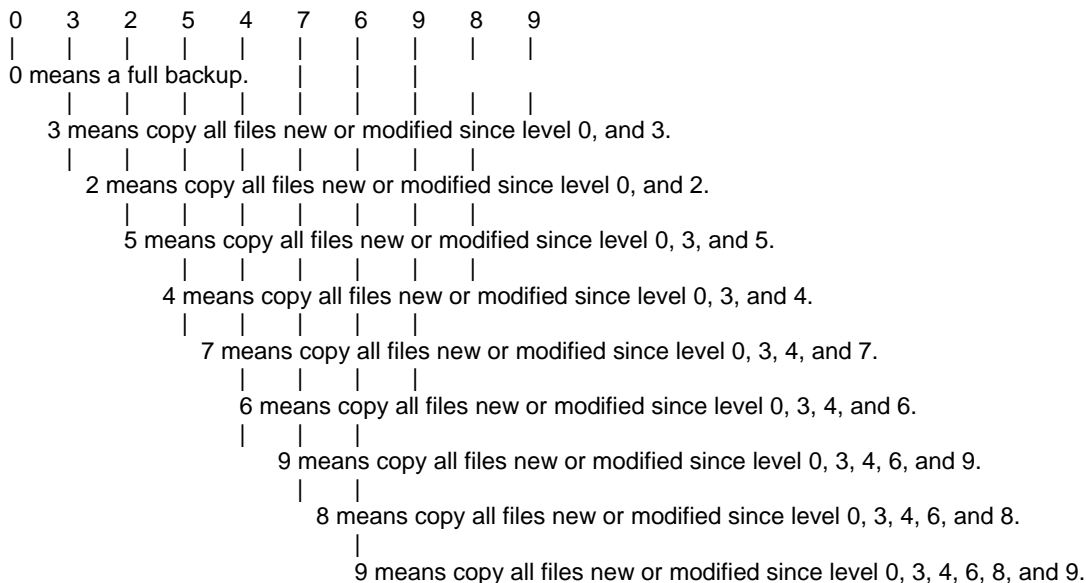 0 3 2 5 4 7 6 9 8 9
0 means a full backup.
3 means copy all files new or modified since level 0, and 3.
2 means copy all files new or modified since level 0, and 2.
5 means copy all files new or modified since level 0, 3, and 5.
4 means copy all files new or modified since level 0, 3, and 4.
7 means copy all files new or modified since level 0, 3, 4, and 7.
6 means copy all files new or modified since level 0, 3, 4, and 6.
9 means copy all files new or modified since level 0, 3, 4, 6, and 9.
8 means copy all files new or modified since level 0, 3, 4, 6, and 8.
9 means copy all files new or modified since level 0, 3, 4, 6, 8, and 9.